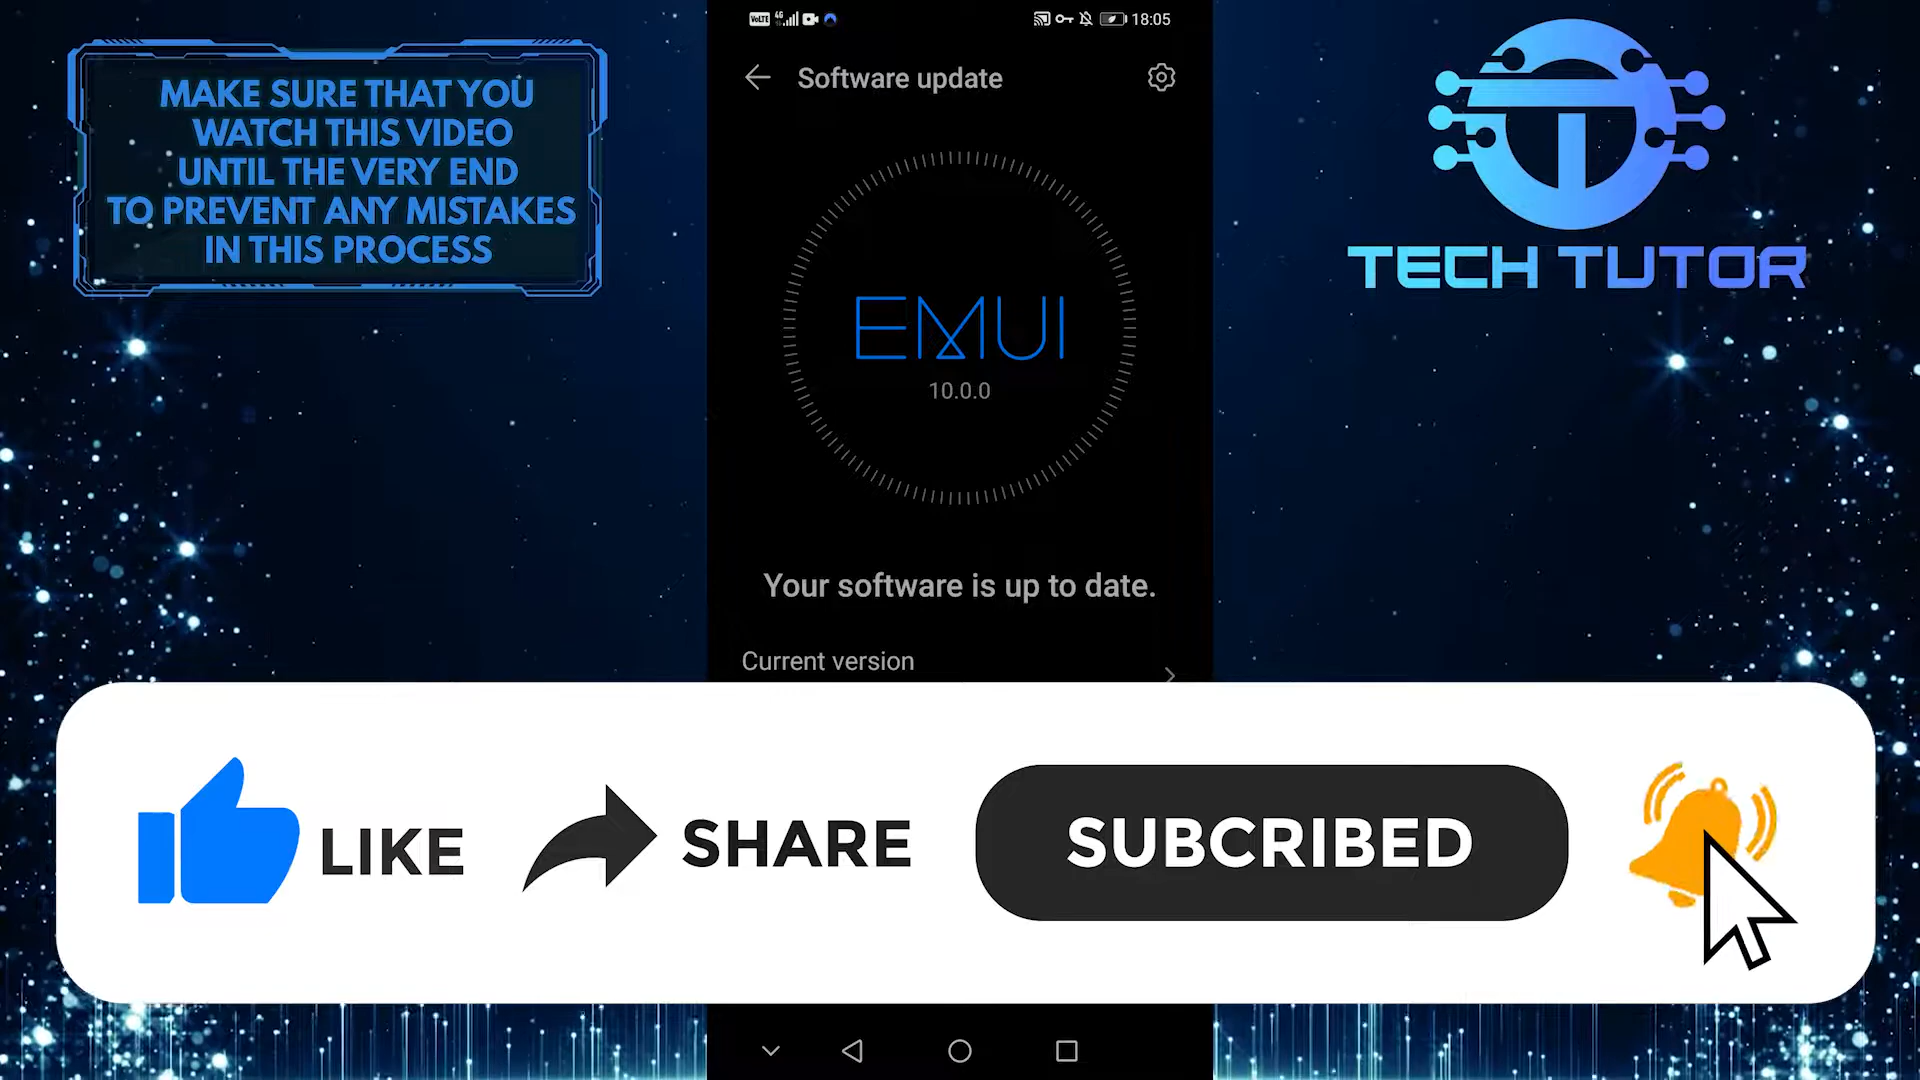 MAKE SURE THAT YOU
WATCH THIS VIDEO
UNTIL THE VERY END
TO PREVENT ANY MISTAKES
IN THIS PROCESS
VoLTE 4G 18:05
Software update
EMUI
10.0.0
Your software is up to date.
Current version
TECH TUTOR
LIKE
SHARE
SUBCRIBED